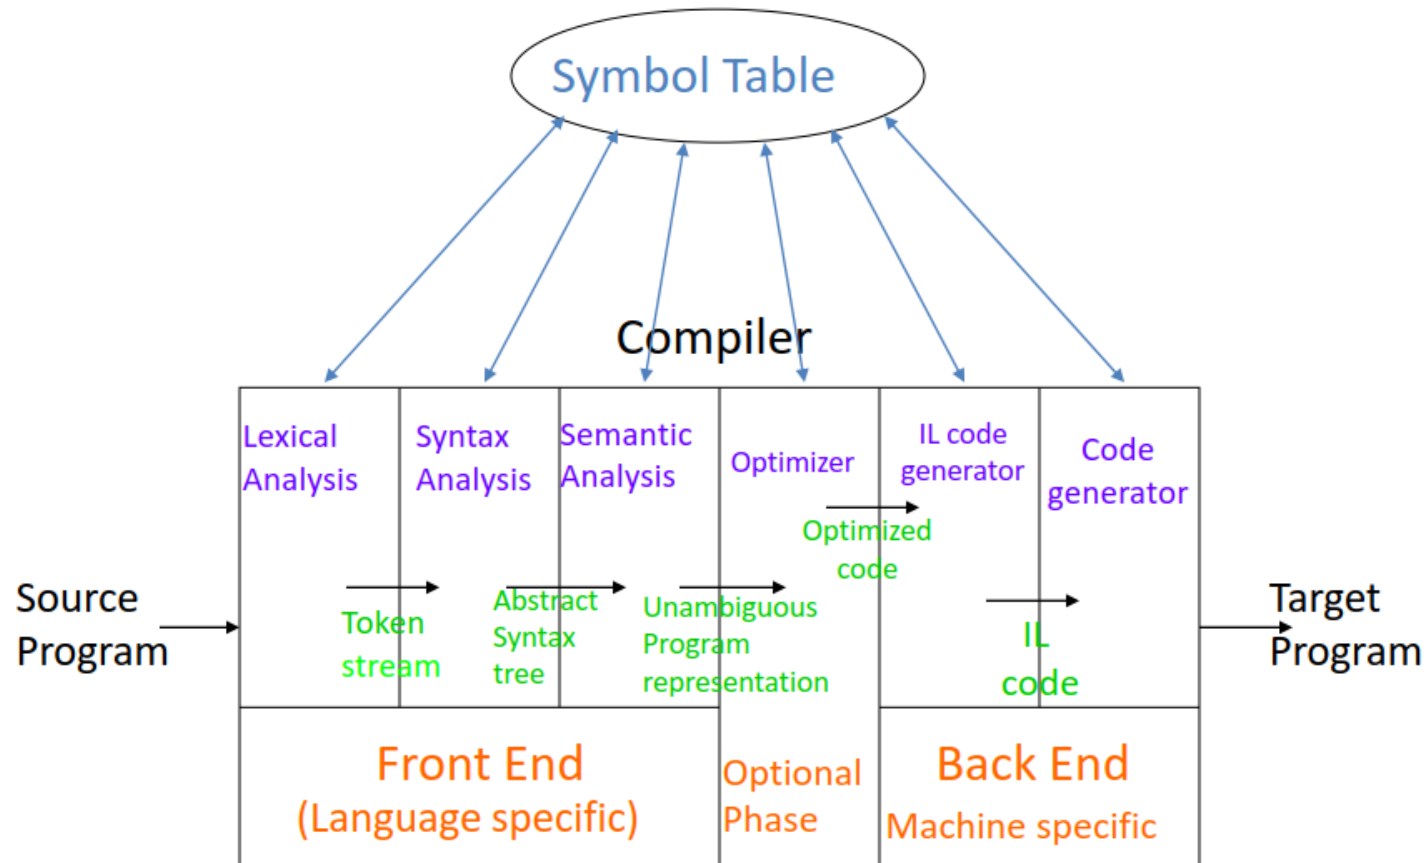 Symbol Table
Compiler
Lexical
Analysis
Syntax
Analysis
Semantic
Analysis
Optimizer
IL code
generator
Code
generator
Optimized
code
Source
Program
Token
stream
Abstract
Syntax
tree
Unambiguous
Program
representation
IL
code
Target
Program
Front End
(Language specific)
Optional
Phase
Back End
Machine specific